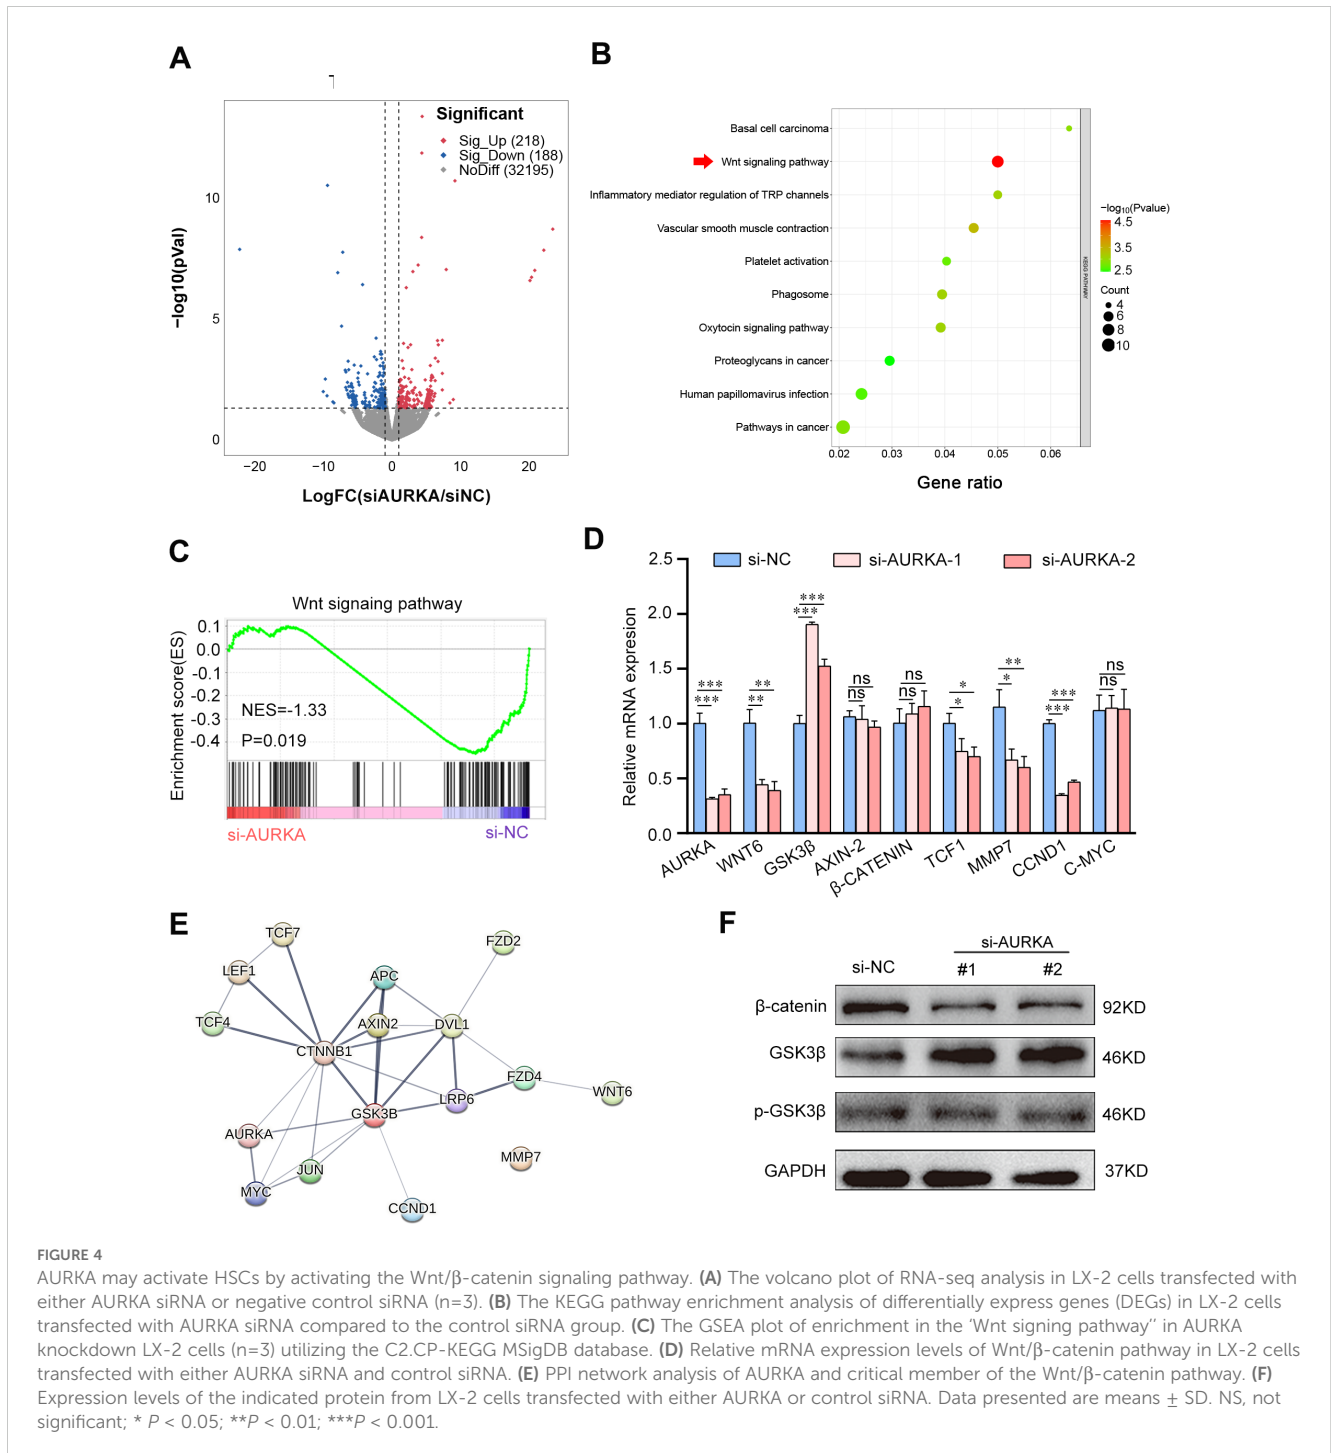 A
Significant
Sig_Up (218)
Sig_Down (188)
NoDiff (32195)
−log10(pVal)
10
5
0
−20
−10
0
10
20
LogFC(siAURKA/siNC)
B
Basal cell carcinoma
Wnt signaling pathway
Inflammatory mediator regulation of TRP channels
Vascular smooth muscle contraction
Platelet activation
Phagosome
Oxytocin signaling pathway
Proteoglycans in cancer
Human papillomavirus infection
Pathways in cancer
0.02
0.03
0.04
0.05
0.06
Gene ratio
KEGG PATHWAY
−log10(Pvalue)
4.5
3.5
2.5
Count
4
6
8
10
C
Wnt signaing pathway
Enrichment score(ES)
0.1
0.0
-0.1
-0.2
-0.3
-0.4
NES=-1.33
P=0.019
si-AURKA
si-NC
D
si-NC
si-AURKA-1
si-AURKA-2
Relative mRNA expresion
2.5
2.0
1.5
1.0
0.5
0.0
***
***
**
**
***
***
ns
ns
ns
ns
*
*
**
*
***
***
ns
ns
AURKA
WNT6
GSK3β
AXIN-2
β-CATENIN
TCF1
MMP7
CCND1
C-MYC
E
TCF7
FZD2
LEF1
APC
TCF4
AXIN2
DVL1
CTNNB1
FZD4
WNT6
LRP6
GSK3B
AURKA
MMP7
JUN
MYC
CCND1
F
si-AURKA
si-NC
#1
#2
β-catenin
92KD
GSK3β
46KD
p-GSK3β
46KD
GAPDH
37KD
FIGURE 4
AURKA may activate HSCs by activating the Wnt/β-catenin signaling pathway. (A) The volcano plot of RNA-seq analysis in LX-2 cells transfected with
either AURKA siRNA or negative control siRNA (n=3). (B) The KEGG pathway enrichment analysis of differentially express genes (DEGs) in LX-2 cells
transfected with AURKA siRNA compared to the control siRNA group. (C) The GSEA plot of enrichment in the ‘Wnt signing pathway’’ in AURKA
knockdown LX-2 cells (n=3) utilizing the C2.CP-KEGG MSigDB database. (D) Relative mRNA expression levels of Wnt/β-catenin pathway in LX-2 cells
transfected with either AURKA siRNA and control siRNA. (E) PPI network analysis of AURKA and critical member of the Wnt/β-catenin pathway. (F)
Expression levels of the indicated protein from LX-2 cells transfected with either AURKA or control siRNA. Data presented are means ± SD. NS, not
significant; * P < 0.05; **P < 0.01; ***P < 0.001.